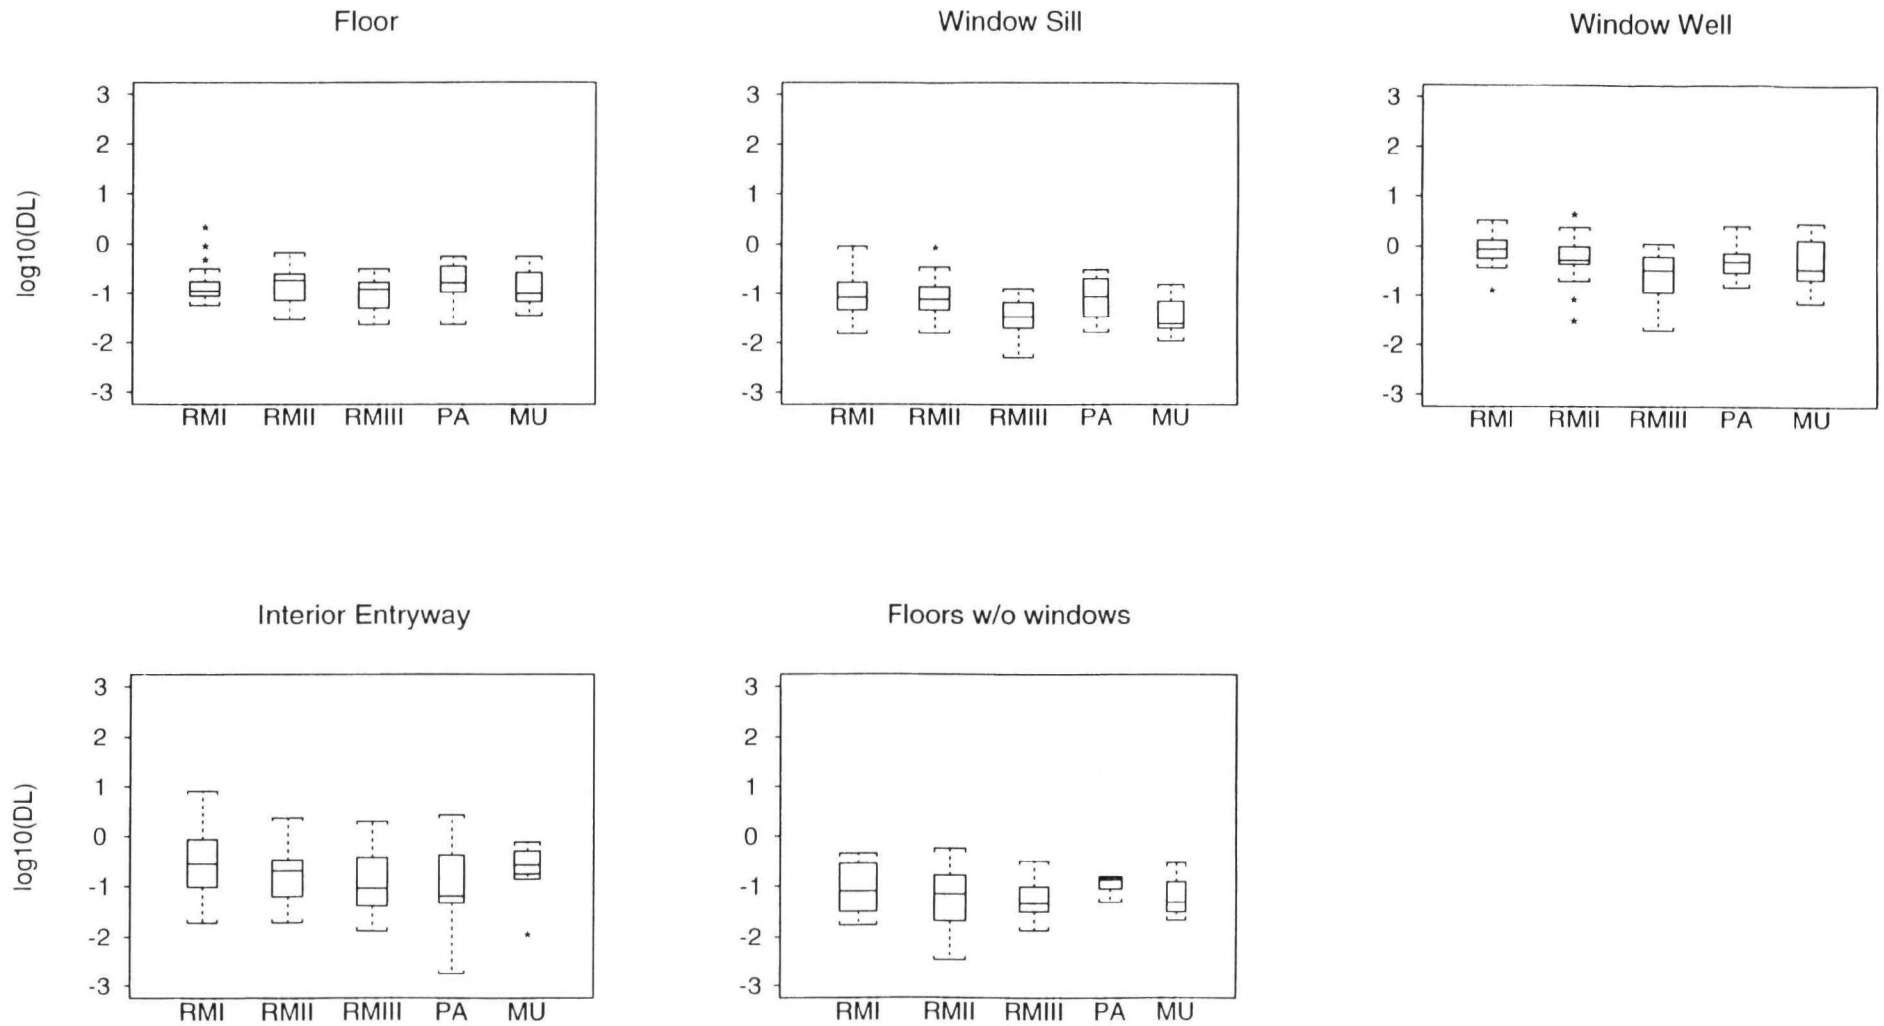 Floor
Window Sill
Window Well
log10(DL)
3
2
1
0
-1
-2
-3
RMI RMII RMIII PA MU
3
2
1
0
-1
-2
-3
RMI RMII RMIII PA MU
3
2
1
0
-1
-2
-3
RMI RMII RMIII PA MU
Interior Entryway
Floors w/o windows
log10(DL)
3
2
1
0
-1
-2
-3
RMI RMII RMIII PA MU
3
2
1
0
-1
-2
-3
RMI RMII RMIII PA MU